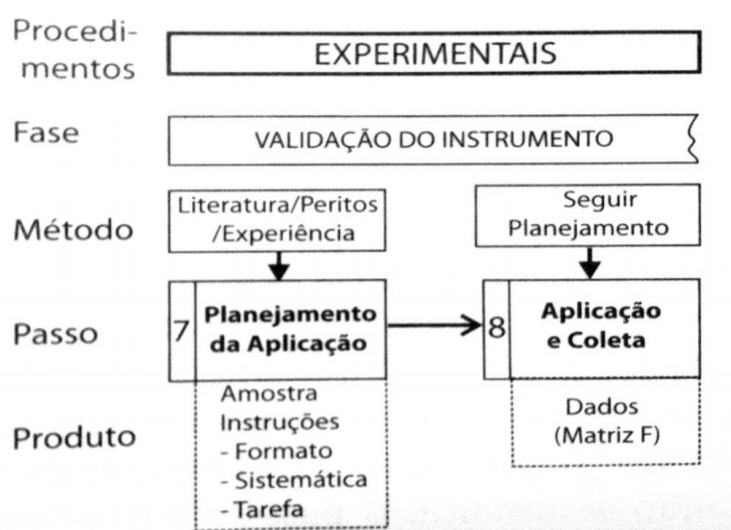 Procedi-
mentos
EXPERIMENTAIS
Fase
VALIDAÇÃO DO INSTRUMENTO
Método
Literatura/Peritos
/Experiência
Seguir
Planejamento
Passo
7
Planejamento
da Aplicação
8
Aplicação
e Coleta
Produto
Amostra
Instruções
- Formato
- Sistemática
- Tarefa
Dados
(Matriz F)